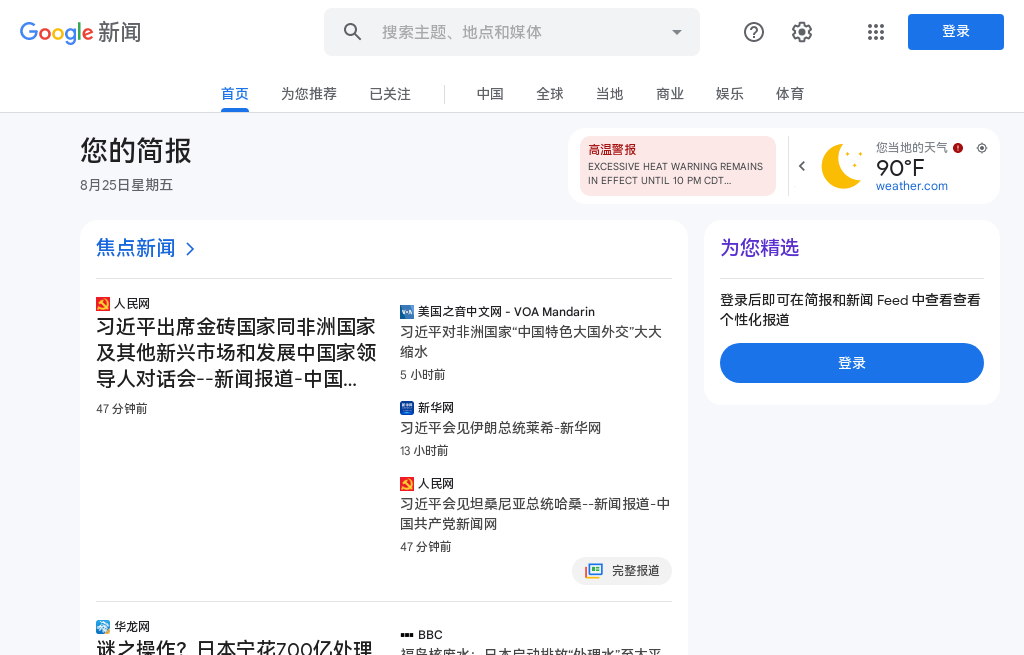 Google 新闻
搜索主题、地点和媒体
登录
首页
为您推荐
已关注
中国
全球
当地
商业
娱乐
体育
您的简报
8月25日星期五
高温警报
EXCESSIVE HEAT WARNING REMAINS
IN EFFECT UNTIL 10 PM CDT...
您当地的天气
90°F
weather.com
焦点新闻
人民网
习近平出席金砖国家同非洲国家
及其他新兴市场和发展中国家领
导人对话会--新闻报道-中国...
47 分钟前
美国之音中文网 - VOA Mandarin
习近平对非洲国家“中国特色大国外交”大大
缩水
5 小时前
新华网
习近平会见伊朗总统莱希-新华网
13 小时前
人民网
习近平会见坦桑尼亚总统哈桑--新闻报道-中
国共产党新闻网
47 分钟前
完整报道
为您精选
登录后即可在简报和新闻 Feed 中查看查看
个性化报道
登录
华龙网
谜之操作？日本宁花700亿处理
BBC
福岛核废水：日本启动排放“处理水”至太平